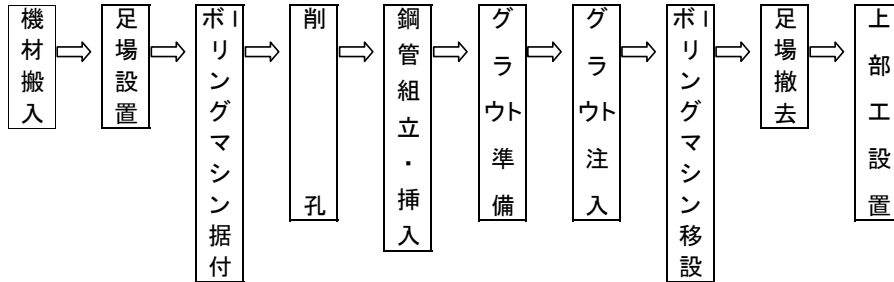 機材搬入
足場設置
ボーリングマシン据付
削孔
鋼管組立・挿入
グラウト準備
グラウト注入
ボーリングマシン移設
足場撤去
上部工設置